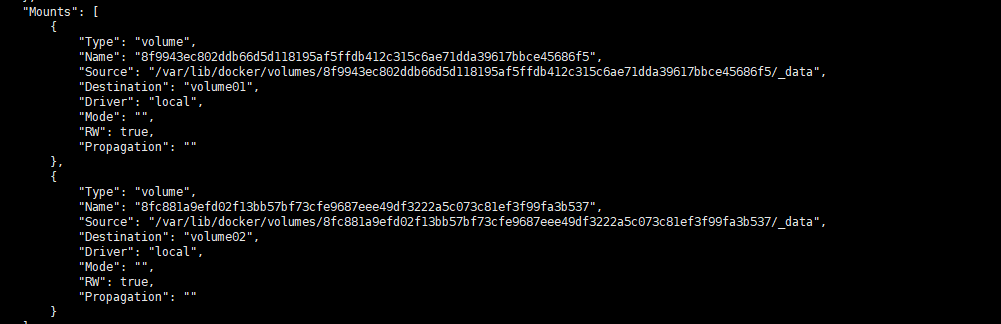 "Mounts": [
{
"Type": "volume",
"Name": "8f9943ec802ddb66d5d118195af5ffdb412c315c6ae71dda39617bbce45686f5",
"Source": "/var/lib/docker/volumes/8f9943ec802ddb66d5d118195af5ffdb412c315c6ae71dda39617bbce45686f5/_data",
"Destination": "volume01",
"Driver": "local",
"Mode": "",
"RW": true,
"Propagation": ""
},
{
"Type": "volume",
"Name": "8fc881a9efd02f13bb57bf73cfe9687eee49df3222a5c073c81ef3f99fa3b537",
"Source": "/var/lib/docker/volumes/8fc881a9efd02f13bb57bf73cfe9687eee49df3222a5c073c81ef3f99fa3b537/_data",
"Destination": "volume02",
"Driver": "local",
"Mode": "",
"RW": true,
"Propagation": ""
}